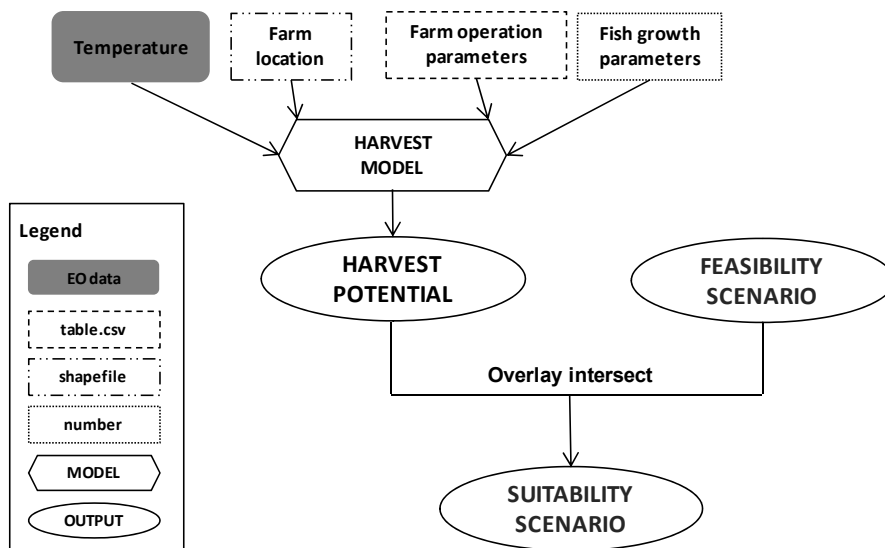 Temperature
Farm
location
Farm operation
parameters
Fish growth
parameters
HARVEST
MODEL
HARVEST
POTENTIAL
FEASIBILITY
SCENARIO
Overlay intersect
SUITABILITY
SCENARIO
Legend
EO data
table.csv
shapefile
number
MODEL
OUTPUT